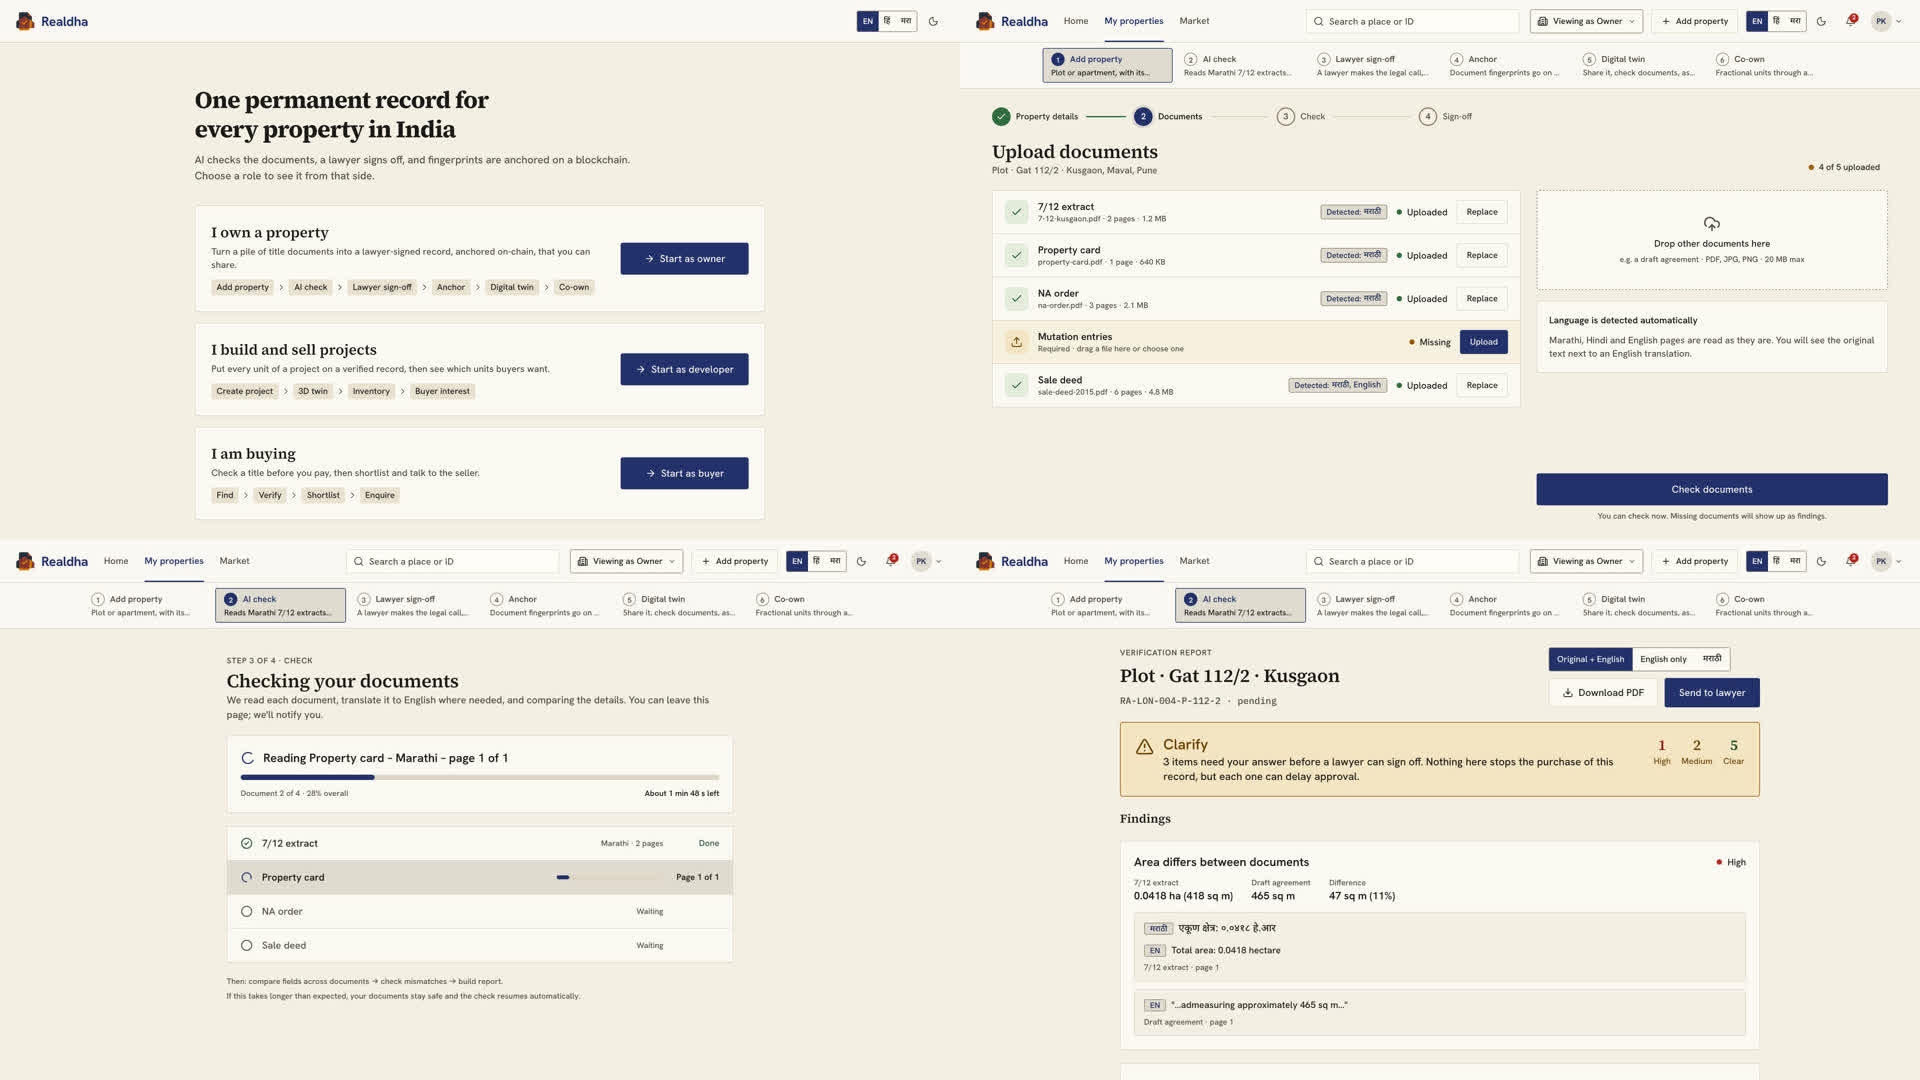 Realdha
EN हिं मरा
One permanent record for
every property in India
AI checks the documents, a lawyer signs off, and fingerprints are anchored on a blockchain.
Choose a role to see it from that side.
I own a property
Turn a pile of title documents into a lawyer-signed record, anchored on-chain, that you can
share.
Add property > AI check > Lawyer sign-off > Anchor > Digital twin > Co-own
→ Start as owner
I build and sell projects
Put every unit of a project on a verified record, then see which units buyers want.
Create project > 3D twin > Inventory > Buyer interest
→ Start as developer
I am buying
Check a title before you pay, then shortlist and talk to the seller.
Find > Verify > Shortlist > Enquire
→ Start as buyer
Realdha Home My properties Market Search a place or ID Viewing as Owner + Add property EN हिं मरा 2 PK
1 Add property
Plot or apartment, with its...
2 AI check
Reads Marathi 7/12 extracts...
3 Lawyer sign-off
A lawyer makes the legal call,...
4 Anchor
Document fingerprints go on ...
5 Digital twin
Share it, check documents, as...
6 Co-own
Fractional units through a...
Property details 2 Documents 3 Check 4 Sign-off
Upload documents
Plot · Gat 112/2 · Kusgaon, Maval, Pune
4 of 5 uploaded
7/12 extract
7-12-kusgaon.pdf · 2 pages · 1.2 MB
Detected: मराठी Uploaded Replace
Property card
property-card.pdf · 1 page · 640 KB
Detected: मराठी Uploaded Replace
NA order
na-order.pdf · 3 pages · 2.1 MB
Detected: मराठी Uploaded Replace
Mutation entries
Required · drag a file here or choose one
Missing Upload
Sale deed
sale-deed-2015.pdf · 6 pages · 4.8 MB
Detected: मराठी, English Uploaded Replace
Drop other documents here
e.g. a draft agreement · PDF, JPG, PNG · 20 MB max
Language is detected automatically
Marathi, Hindi and English pages are read as they are. You will see the original
text next to an English translation.
Check documents
You can check now. Missing documents will show up as findings.
Realdha Home My properties Market Search a place or ID Viewing as Owner + Add property EN हिं मरा 2 PK
1 Add property
Plot or apartment, with its...
2 AI check
Reads Marathi 7/12 extracts...
3 Lawyer sign-off
A lawyer makes the legal call,...
4 Anchor
Document fingerprints go on ...
5 Digital twin
Share it, check documents, as...
6 Co-own
Fractional units through a...
STEP 3 OF 4 · CHECK
Checking your documents
We read each document, translate it to English where needed, and comparing the details. You can leave this
page; we'll notify you.
Reading Property card – Marathi – page 1 of 1
Document 2 of 4 · 28% overall About 1 min 48 s left
7/12 extract Marathi · 2 pages Done
Property card Page 1 of 1
NA order Waiting
Sale deed Waiting
Then: compare fields across documents → check mismatches → build report.
If this takes longer than expected, your documents stay safe and the check resumes automatically.
Realdha Home My properties Market Search a place or ID Viewing as Owner + Add property EN हिं मरा 2 PK
1 Add property
Plot or apartment, with its...
2 AI check
Reads Marathi 7/12 extracts...
3 Lawyer sign-off
A lawyer makes the legal call,...
4 Anchor
Document fingerprints go on ...
5 Digital twin
Share it, check documents, as...
6 Co-own
Fractional units through a...
VERIFICATION REPORT
Plot · Gat 112/2 · Kusgaon
RA-LON-004-P-112-2 · pending
Original + English English only मराठी
Download PDF Send to lawyer
Clarify
3 items need your answer before a lawyer can sign off. Nothing here stops the purchase of this
record, but each one can delay approval.
1 2 5
High Medium Clear
Findings
Area differs between documents High
7/12 extract Draft agreement Difference
0.0418 ha (418 sq m) 465 sq m 47 sq m (11%)
मराठी एकूण क्षेत्र: ०.०४१८ हे.आर
EN Total area: 0.0418 hectare
7/12 extract · page 1
EN "...admeasuring approximately 465 sq m..."
Draft agreement · page 1